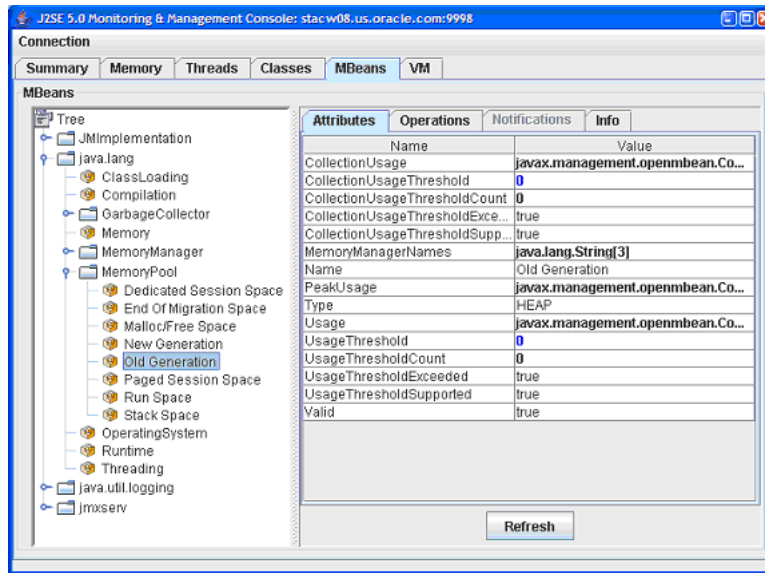 J2SE 5.0 Monitoring & Management Console: stacw08.us.oracle.com:9998
Connection
Summary Memory Threads Classes MBeans VM
MBeans
Tree
JMImplementation
java.lang
ClassLoading
Compilation
GarbageCollector
Memory
MemoryManager
MemoryPool
Dedicated Session Space
End Of Migration Space
Malloc/Free Space
New Generation
Old Generation
Paged Session Space
Run Space
Stack Space
OperatingSystem
Runtime
Threading
java.util.logging
jmxserv
Attributes Operations Notifications Info
Name Value
CollectionUsage javax.management.openmbean.Co...
CollectionUsageThreshold 0
CollectionUsageThresholdCount 0
CollectionUsageThresholdExce... true
CollectionUsageThresholdSupp... true
MemoryManagerNames java.lang.String[3]
Name Old Generation
PeakUsage javax.management.openmbean.Co...
Type HEAP
Usage javax.management.openmbean.Co...
UsageThreshold 0
UsageThresholdCount 0
UsageThresholdExceeded true
UsageThresholdSupported true
Valid true
Refresh